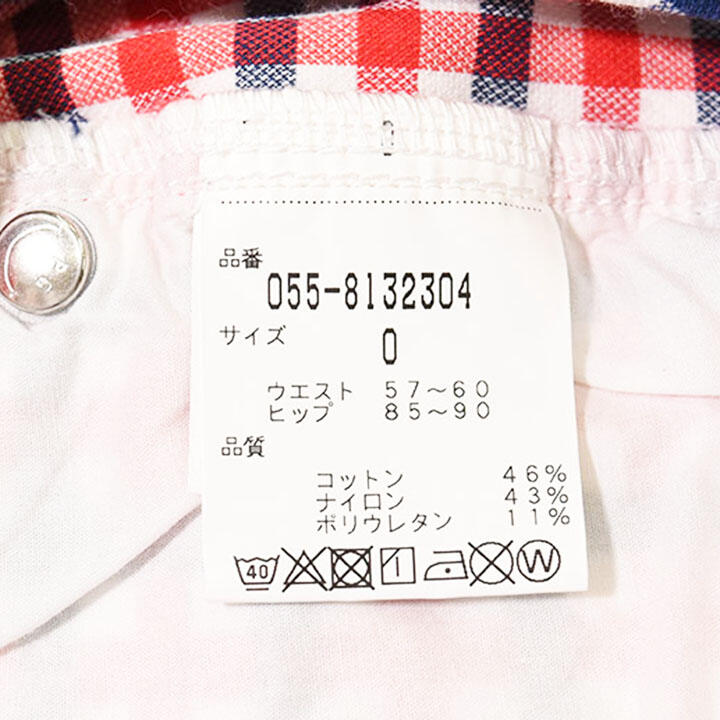 0
品番
055-8132304
サイズ
0
ウエスト 57～60
ヒップ 85～90
品質
コットン 46%
ナイロン 43%
ポリウレタン 11%
40 W